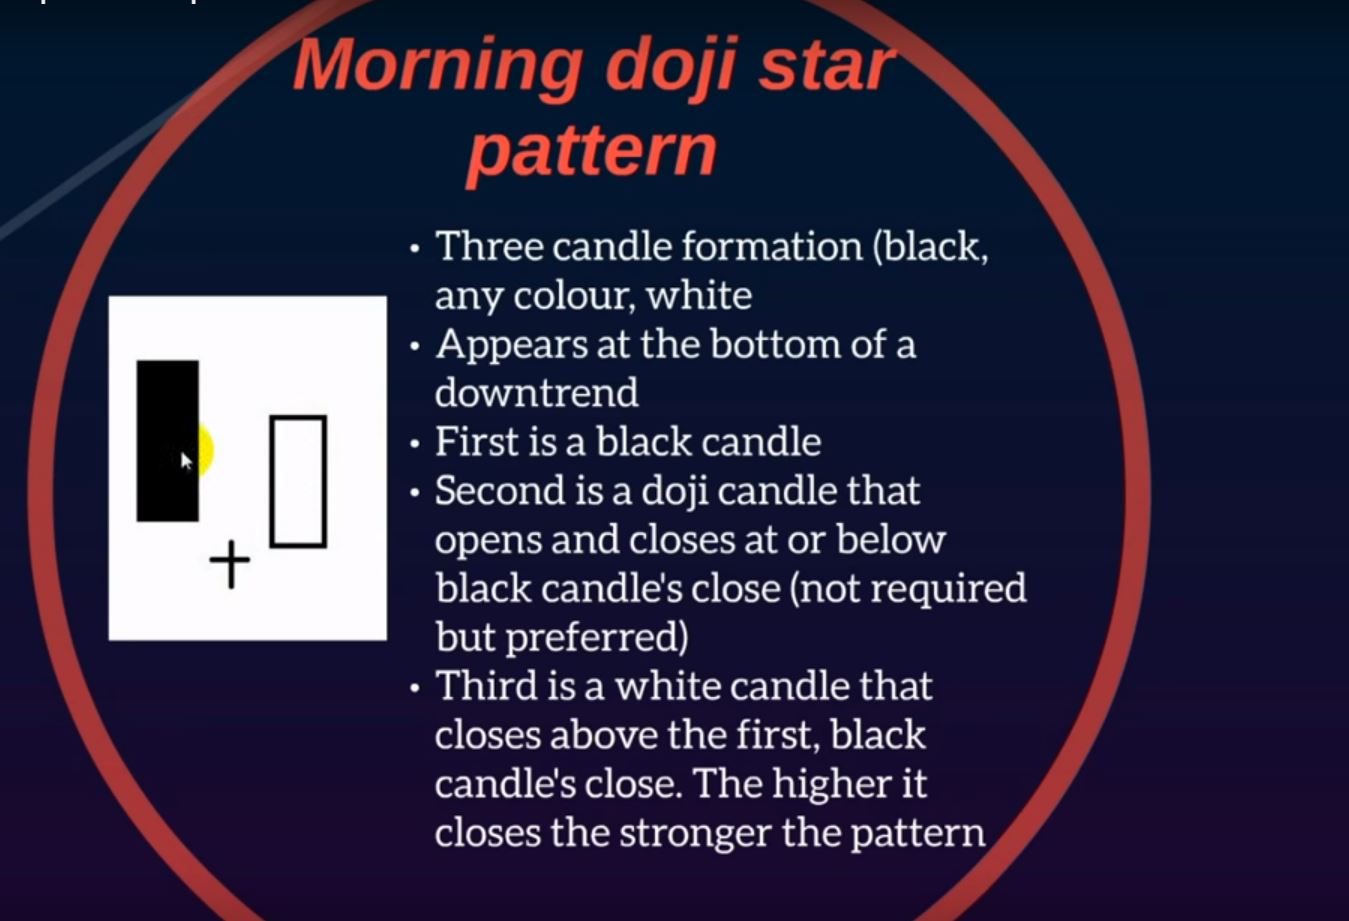 Morning doji star
pattern
• Three candle formation (black,
any colour, white
• Appears at the bottom of a
downtrend
• First is a black candle
• Second is a doji candle that
opens and closes at or below
black candle's close (not required
but preferred)
• Third is a white candle that
closes above the first, black
candle's close. The higher it
closes the stronger the pattern